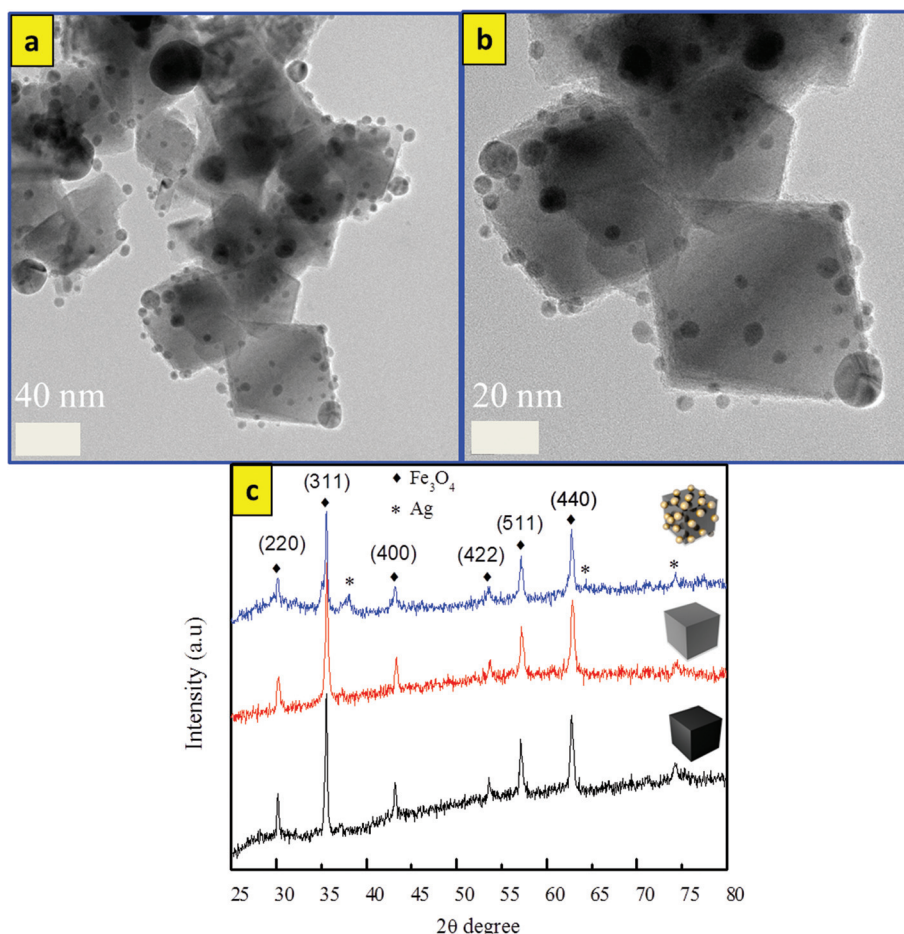 a
b
40 nm
20 nm
c
(311)
♦ Fe₃O₄
* Ag
(440)
(220)
(400)
(422)
(511)
*
*
*
Intensity (a.u)
25 30 35 40 45 50 55 60 65 70 75 80
2θ degree